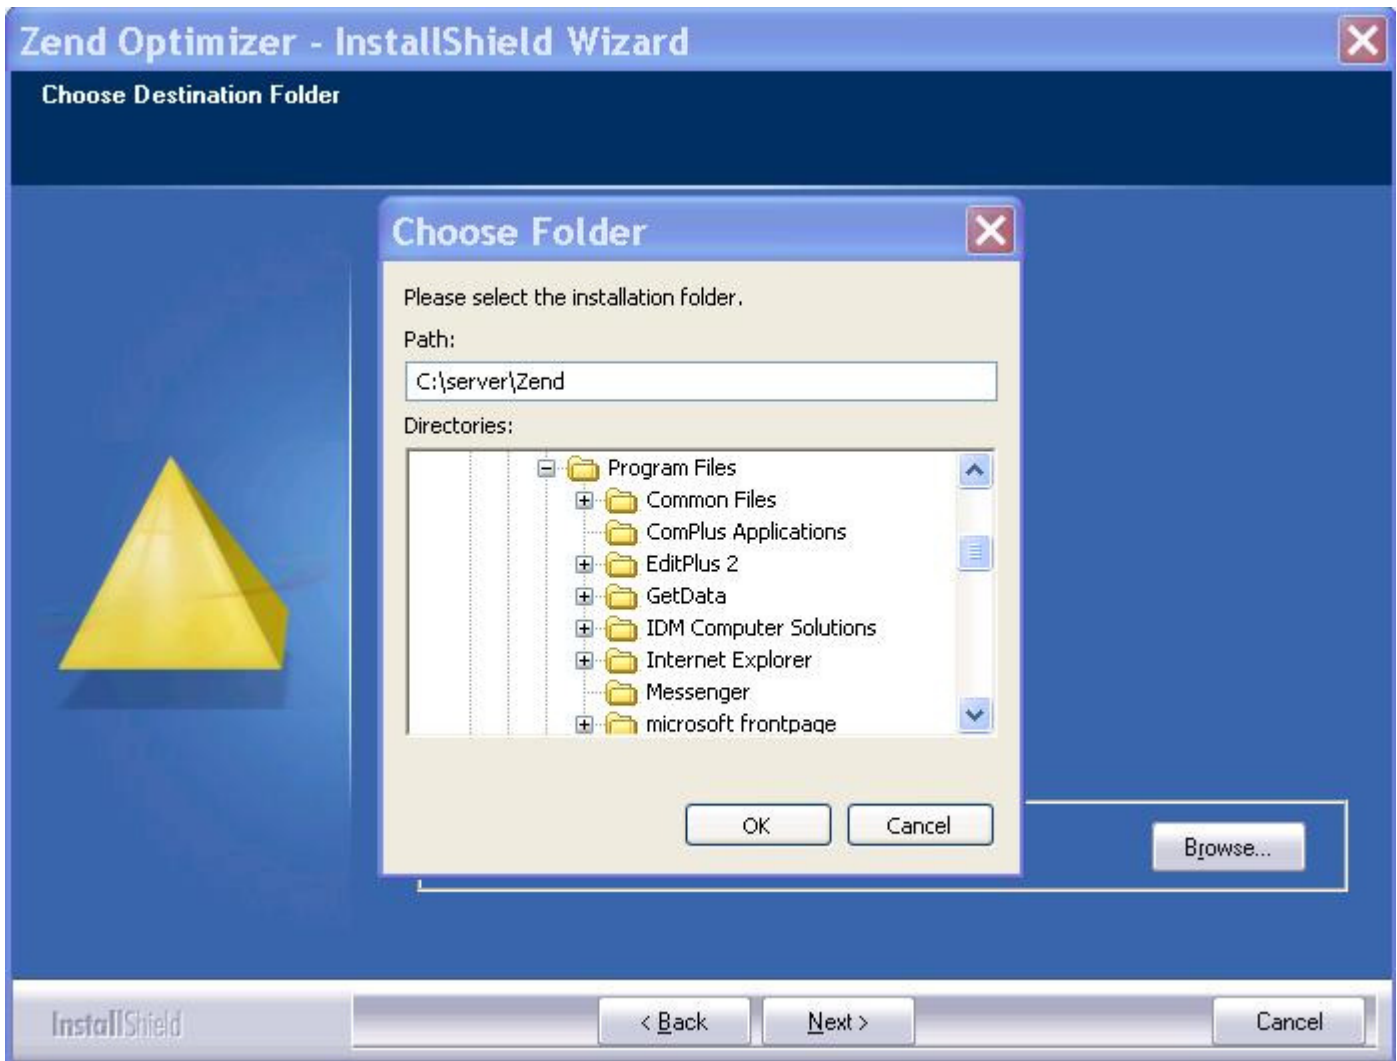 Zend Optimizer - InstallShield Wizard
Choose Destination Folder
Choose Folder
Please select the installation folder.
Path:
C:\server\Zend
Directories:
Program Files
Common Files
ComPlus Applications
EditPlus 2
GetData
IDM Computer Solutions
Internet Explorer
Messenger
microsoft frontpage
OK Cancel
Browse...
InstallShield < Back Next > Cancel